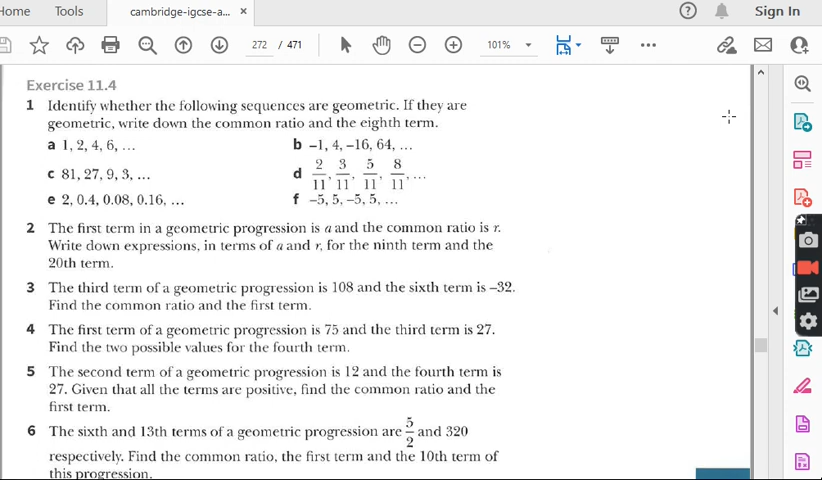 Home Tools cambridge-igcse-a... × Sign In
272 / 471 101%
Exercise 11.4
1 Identify whether the following sequences are geometric. If they are
geometric, write down the common ratio and the eighth term.
a 1, 2, 4, 6, … b –1, 4, –16, 64, …
c 81, 27, 9, 3, … d 2/11, 3/11, 5/11, 8/11, …
e 2, 0.4, 0.08, 0.16, … f –5, 5, –5, 5, …
2 The first term in a geometric progression is a and the common ratio is r.
Write down expressions, in terms of a and r, for the ninth term and the
20th term.
3 The third term of a geometric progression is 108 and the sixth term is –32.
Find the common ratio and the first term.
4 The first term of a geometric progression is 75 and the third term is 27.
Find the two possible values for the fourth term.
5 The second term of a geometric progression is 12 and the fourth term is
27. Given that all the terms are positive, find the common ratio and the
first term.
6 The sixth and 13th terms of a geometric progression are 5/2 and 320
respectively. Find the common ratio, the first term and the 10th term of
this progression.